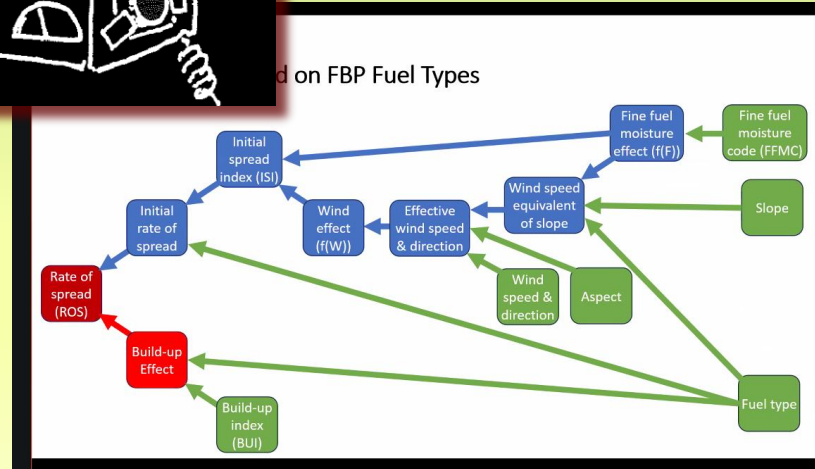 d on FBP Fuel Types
Fine fuel
moisture
effect (f(F))
Fine fuel
moisture
code (FFMC)
Initial
spread
index (ISI)
Wind speed
equivalent
of slope
Slope
Initial
rate of
spread
Wind
effect
(f(W))
Effective
wind speed
& direction
Rate of
spread
(ROS)
Wind
speed &
direction
Aspect
Build-up
Effect
Fuel type
Build-up
index
(BUI)